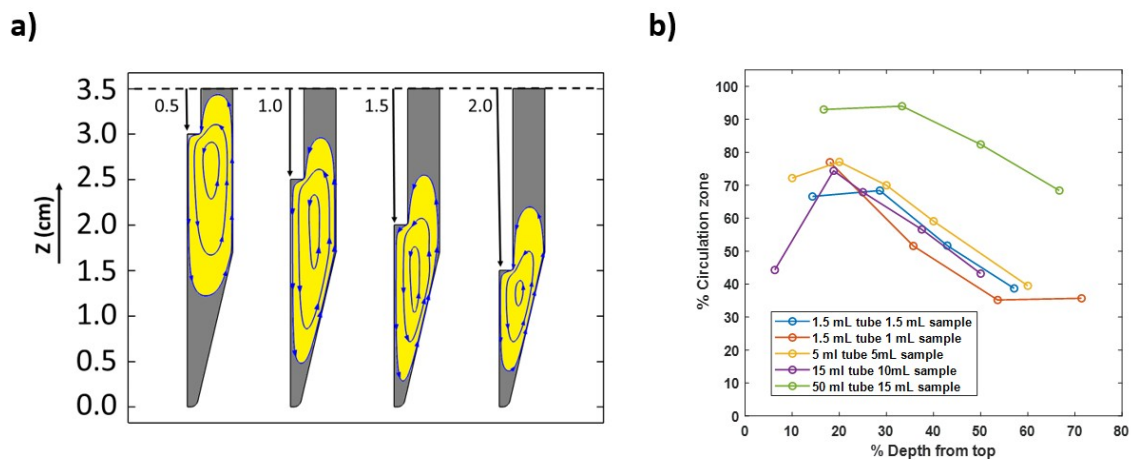 a)
3.5
3.0
2.5
2.0
1.5
1.0
0.5
0.0
Z (cm)
0.5
1.0
1.5
2.0
b)
100
90
80
70
60
50
40
30
20
10
0
% Circulation zone
1.5 mL tube 1.5 mL sample
1.5 mL tube 1 mL sample
5 ml tube 5mL sample
15 ml tube 10mL sample
50 ml tube 15 mL sample
0 10 20 30 40 50 60 70 80
% Depth from top